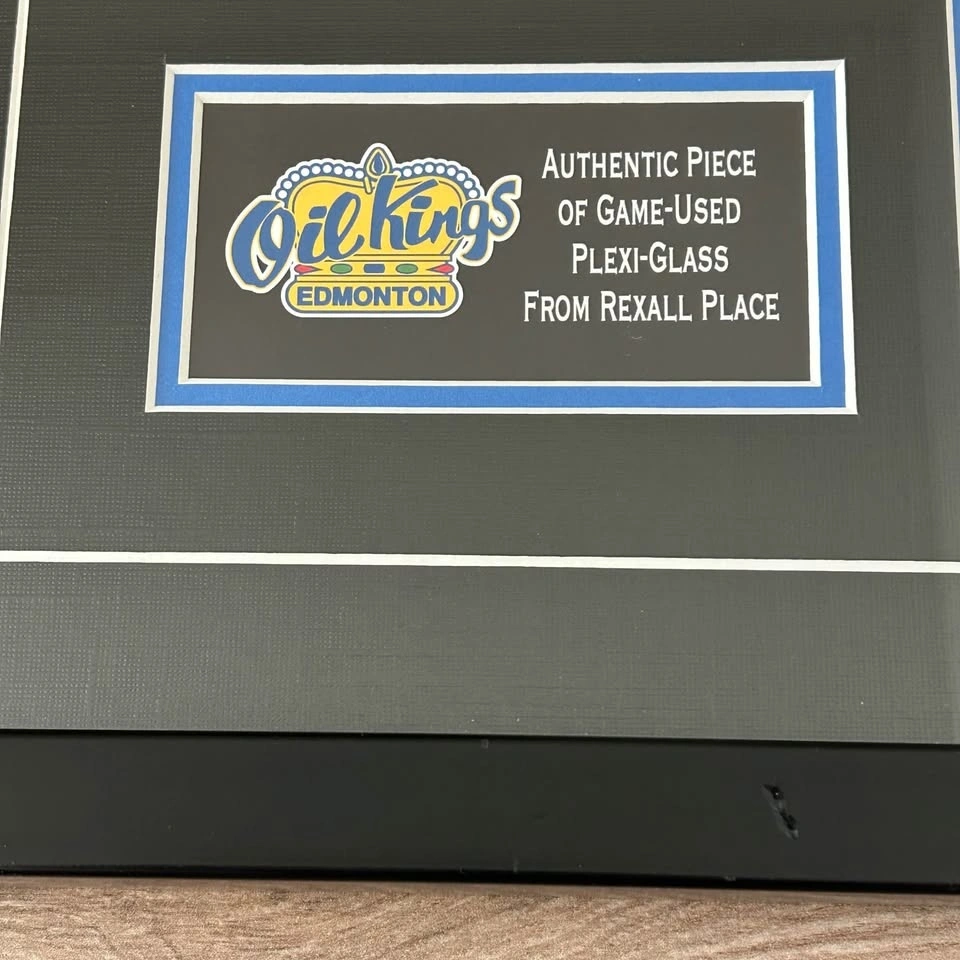 Oil Kings
EDMONTON
AUTHENTIC PIECE
OF GAME-USED
PLEXI-GLASS
FROM REXALL PLACE